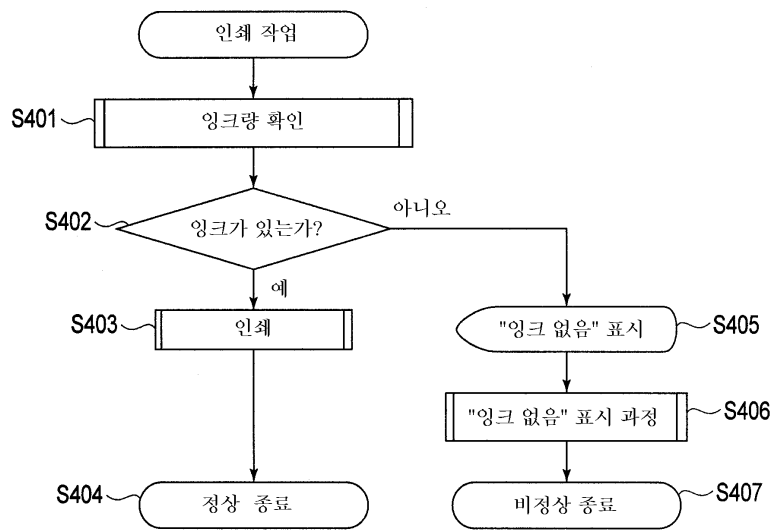 인쇄 작업
S401
잉크량 확인
S402
잉크가 있는가?
아니오
예
S403
인쇄
"잉크 없음" 표시
S405
"잉크 없음" 표시 과정
S406
S404
정상 종료
비정상 종료
S407